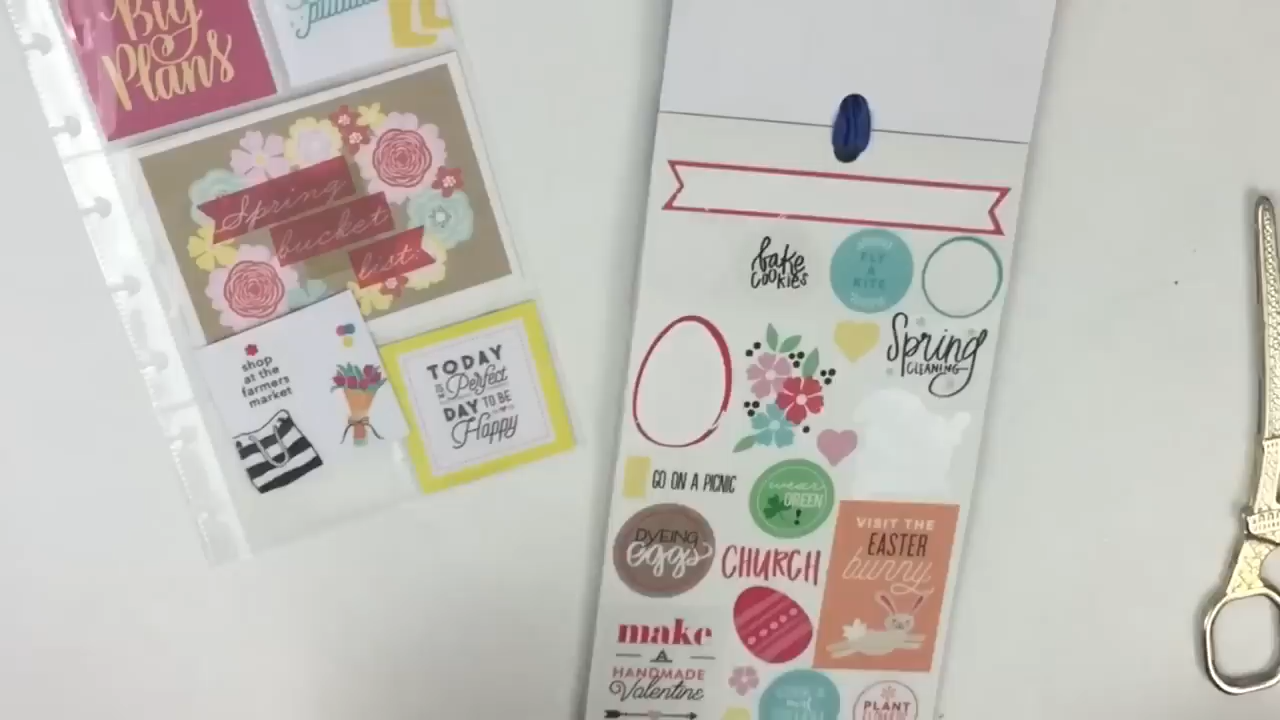 Big
Plans
Spring
bucket
list.
shop
at the
farmers
market
TODAY
IS Perfect
DAY TO BE
Happy
bake
COOKIES
FLY
A
KITE
Spring
CLEANING
GO ON A PICNIC
wear
GREEN
!
DYEING
eggs
CHURCH
VISIT THE
EASTER
bunny
make
A
HANDMADE
Valentine
PLANT
FLOWERS